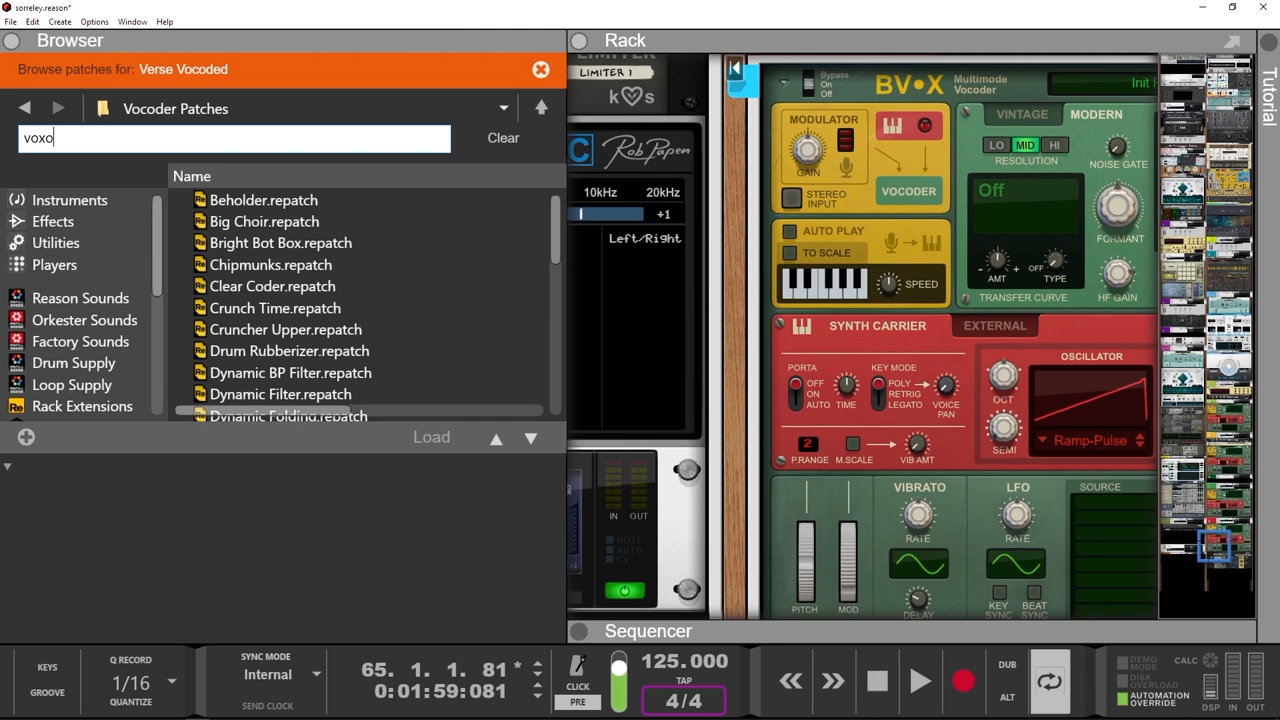 sorreley.reason*
File Edit Create Options Window Help
Browser
Browse patches for: Verse Vocoded
Vocoder Patches
voxo
Clear
Name
Instruments
Effects
Utilities
Players
Reason Sounds
Orkester Sounds
Factory Sounds
Drum Supply
Loop Supply
Rack Extensions
Beholder.repatch
Big Choir.repatch
Bright Bot Box.repatch
Chipmunks.repatch
Clear Coder.repatch
Crunch Time.repatch
Cruncher Upper.repatch
Drum Rubberizer.repatch
Dynamic BP Filter.repatch
Dynamic Filter.repatch
Dynamic Folding.repatch
Load
Rack
LIMITER
LIMITER 1
k♡s
C
Rob Papen
10kHz 20kHz
+1
Left/Right
IN OUT
NOTE
AUTO
CV
Bypass
On
Off
BV·X
Multimode
Vocoder
Init
MODULATOR
GAIN
STEREO
INPUT
VOCODER
AUTO PLAY
TO SCALE
SPEED
VINTAGE MODERN
LO MID HI
RESOLUTION
NOISE GATE
Off
FORMANT
AMT
+
OFF
TYPE
TRANSFER CURVE
HF GAIN
SYNTH CARRIER EXTERNAL
PORTA
OFF
ON
AUTO
TIME
KEY MODE
POLY
RETRIG
LEGATO
VOICE
PAN
2
P.RANGE
M.SCALE
VIB AMT
OSCILLATOR
OCT
SEMI
Ramp-Pulse
PITCH MOD
VIBRATO
RATE
DELAY
LFO
RATE
KEY
SYNC
BEAT
SYNC
SOURCE
Tutorial
Sequencer
KEYS
GROOVE
Q RECORD
1/16
QUANTIZE
SYNC MODE
Internal
SEND CLOCK
65. 1. 1. 81 *
0:01:59:081
CLICK
PRE
125.000
TAP
4/4
DUB
ALT
DEMO
MODE
DISK
OVERLOAD
AUTOMATION
OVERRIDE
CALC
DSP IN OUT